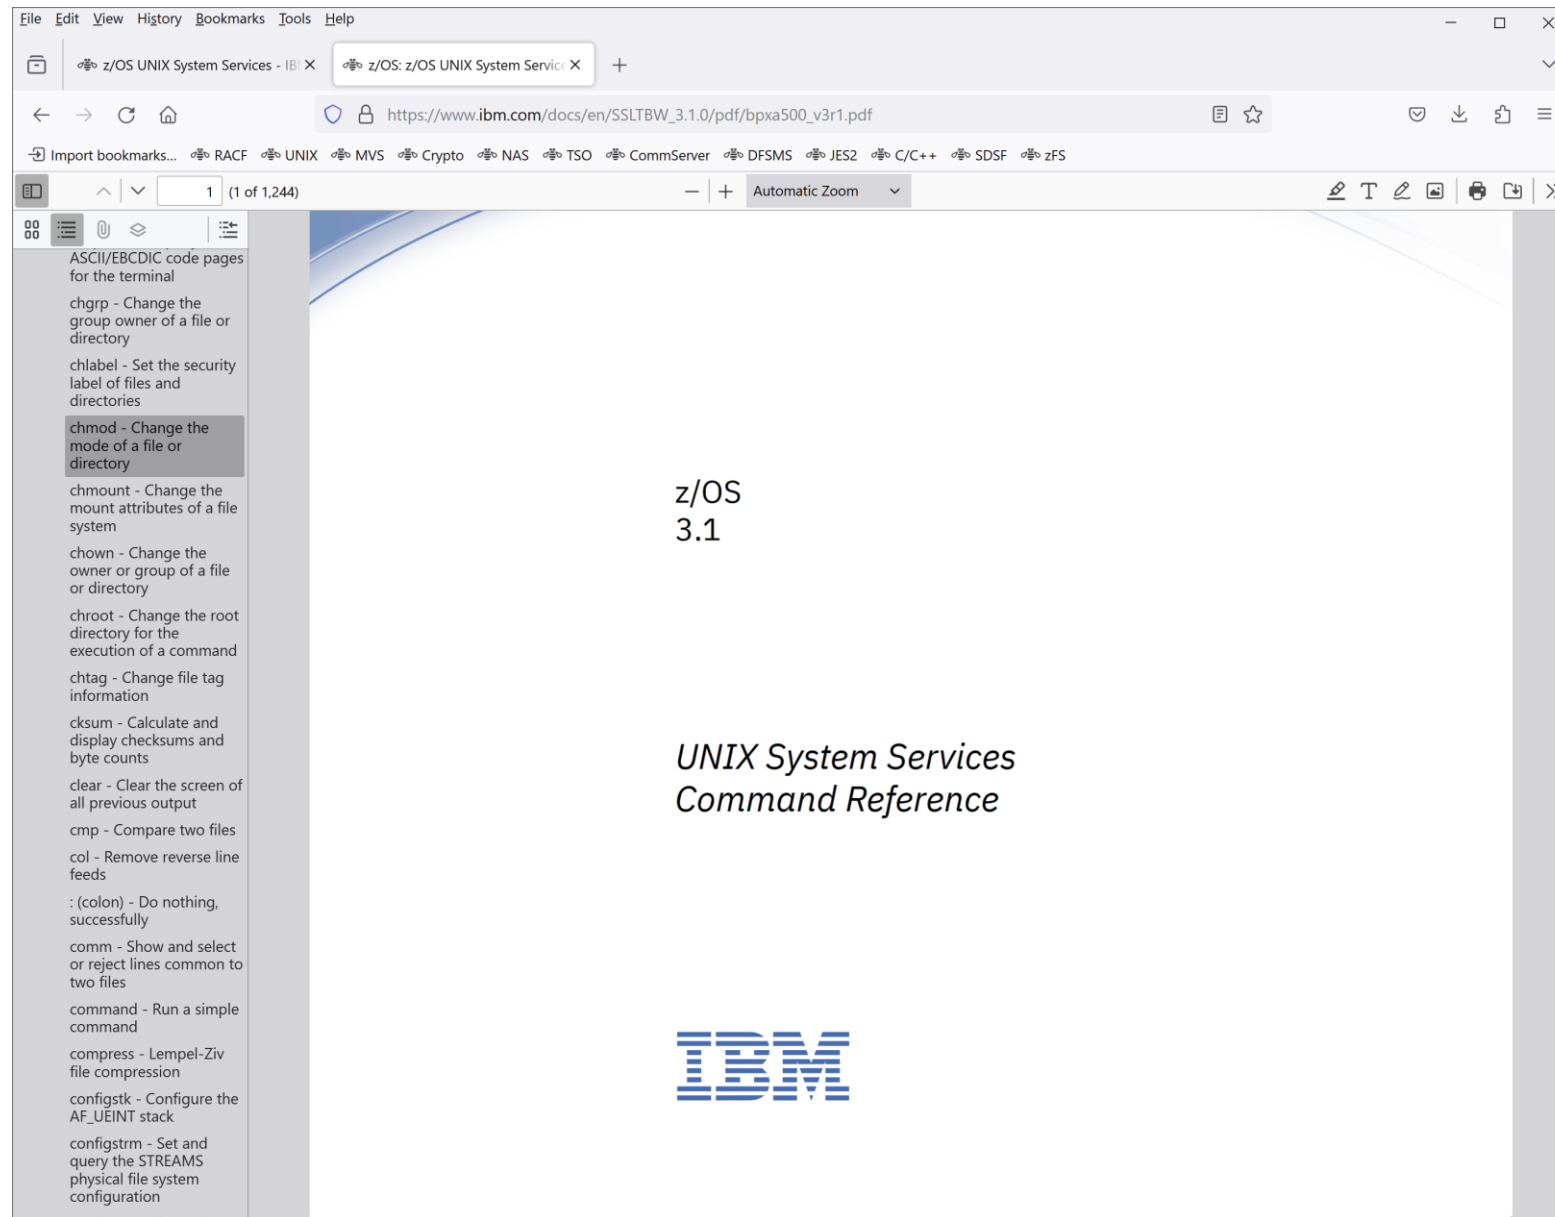 File Edit View History Bookmarks Tools Help
z/OS UNIX System Services - IB
z/OS: z/OS UNIX System Service
https://www.ibm.com/docs/en/SSLTBW_3.1.0/pdf/bpxa500_v3r1.pdf
Import bookmarks... RACF UNIX MVS Crypto NAS TSO CommServer DFSMS JES2 C/C++ SDSF zFS
1 (1 of 1,244)
Automatic Zoom
ASCII/EBCDIC code pages
for the terminal
chgrp - Change the
group owner of a file or
directory
chlabel - Set the security
label of files and
directories
chmod - Change the
mode of a file or
directory
chmount - Change the
mount attributes of a file
system
chown - Change the
owner or group of a file
or directory
chroot - Change the root
directory for the
execution of a command
chtag - Change file tag
information
cksum - Calculate and
display checksums and
byte counts
clear - Clear the screen of
all previous output
cmp - Compare two files
col - Remove reverse line
feeds
: (colon) - Do nothing,
successfully
comm - Show and select
or reject lines common to
two files
command - Run a simple
command
compress - Lempel-Ziv
file compression
configstk - Configure the
AF_UEINT stack
configstrm - Set and
query the STREAMS
physical file system
configuration
z/OS
3.1
UNIX System Services
Command Reference
IBM